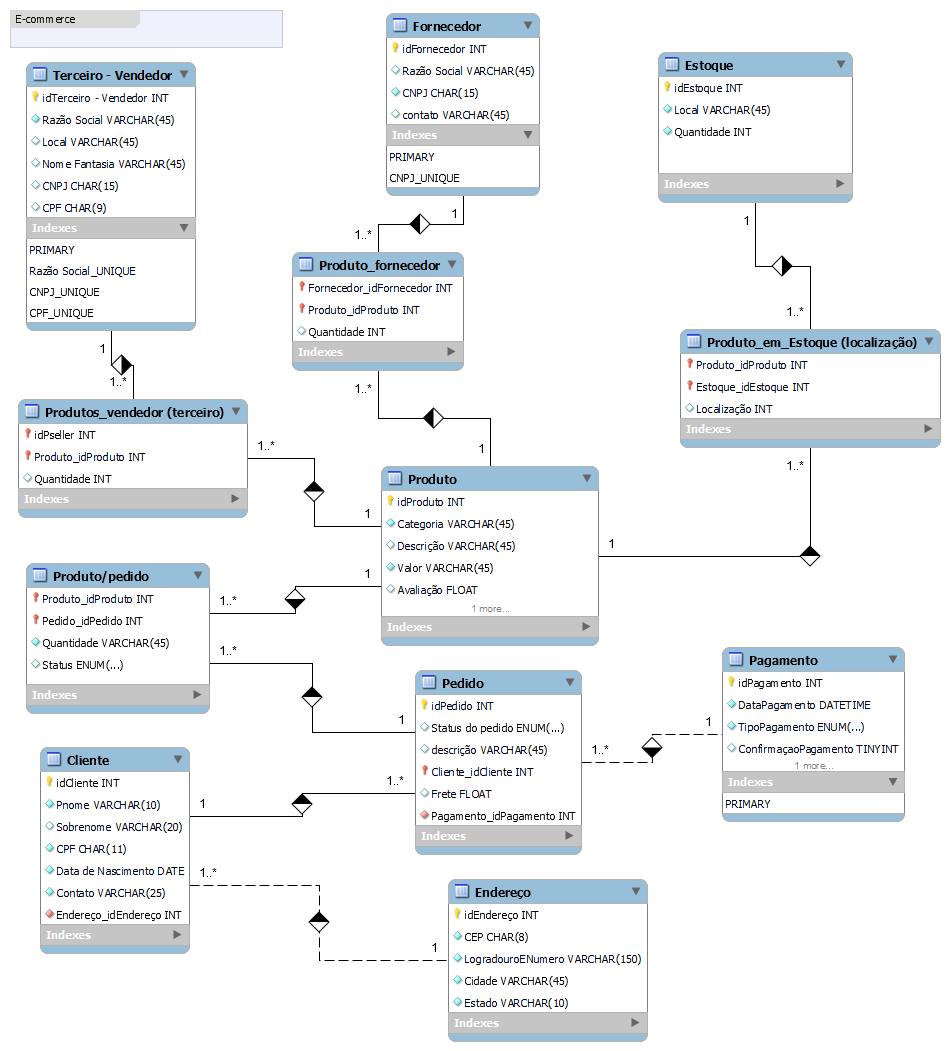 E-commerce
Terceiro - Vendedor
idTerceiro - Vendedor INT
Razão Social VARCHAR(45)
Local VARCHAR(45)
Nome Fantasia VARCHAR(45)
CNPJ CHAR(15)
CPF CHAR(9)
Indexes
PRIMARY
Razão Social_UNIQUE
CNPJ_UNIQUE
CPF_UNIQUE
Fornecedor
idFornecedor INT
Razão Social VARCHAR(45)
CNPJ CHAR(15)
contato VARCHAR(45)
Indexes
PRIMARY
CNPJ_UNIQUE
Estoque
idEstoque INT
Local VARCHAR(45)
Quantidade INT
Indexes
1
1..*
1
1..*
1
1..*
Produto_fornecedor
Fornecedor_idFornecedor INT
Produto_idProduto INT
Quantidade INT
Indexes
Produto_em_Estoque (localização)
Produto_idProduto INT
Estoque_idEstoque INT
Localização INT
Indexes
Produtos_vendedor (terceiro)
idPseller INT
Produto_idProduto INT
Quantidade INT
Indexes
1..*
1
1..*
1
1..*
1
Produto
idProduto INT
Categoria VARCHAR(45)
Descrição VARCHAR(45)
Valor VARCHAR(45)
Avaliação FLOAT
1 more...
Indexes
Produto/pedido
Produto_idProduto INT
Pedido_idPedido INT
Quantidade VARCHAR(45)
Status ENUM(...)
Indexes
1..*
1
1..*
1
Pedido
idPedido INT
Status do pedido ENUM(...)
descrição VARCHAR(45)
Cliente_idCliente INT
Frete FLOAT
Pagamento_idPagamento INT
Indexes
1..*
1
Pagamento
idPagamento INT
DataPagamento DATETIME
TipoPagamento ENUM(...)
ConfirmaçaoPagamento TINYINT
1 more...
Indexes
PRIMARY
Cliente
idCliente INT
Pnome VARCHAR(10)
Sobrenome VARCHAR(20)
CPF CHAR(11)
Data de Nascimento DATE
Contato VARCHAR(25)
Endereço_idEndereço INT
Indexes
1
1..*
1..*
1
Endereço
idEndereço INT
CEP CHAR(8)
LogradouroENumero VARCHAR(150)
Cidade VARCHAR(45)
Estado VARCHAR(10)
Indexes